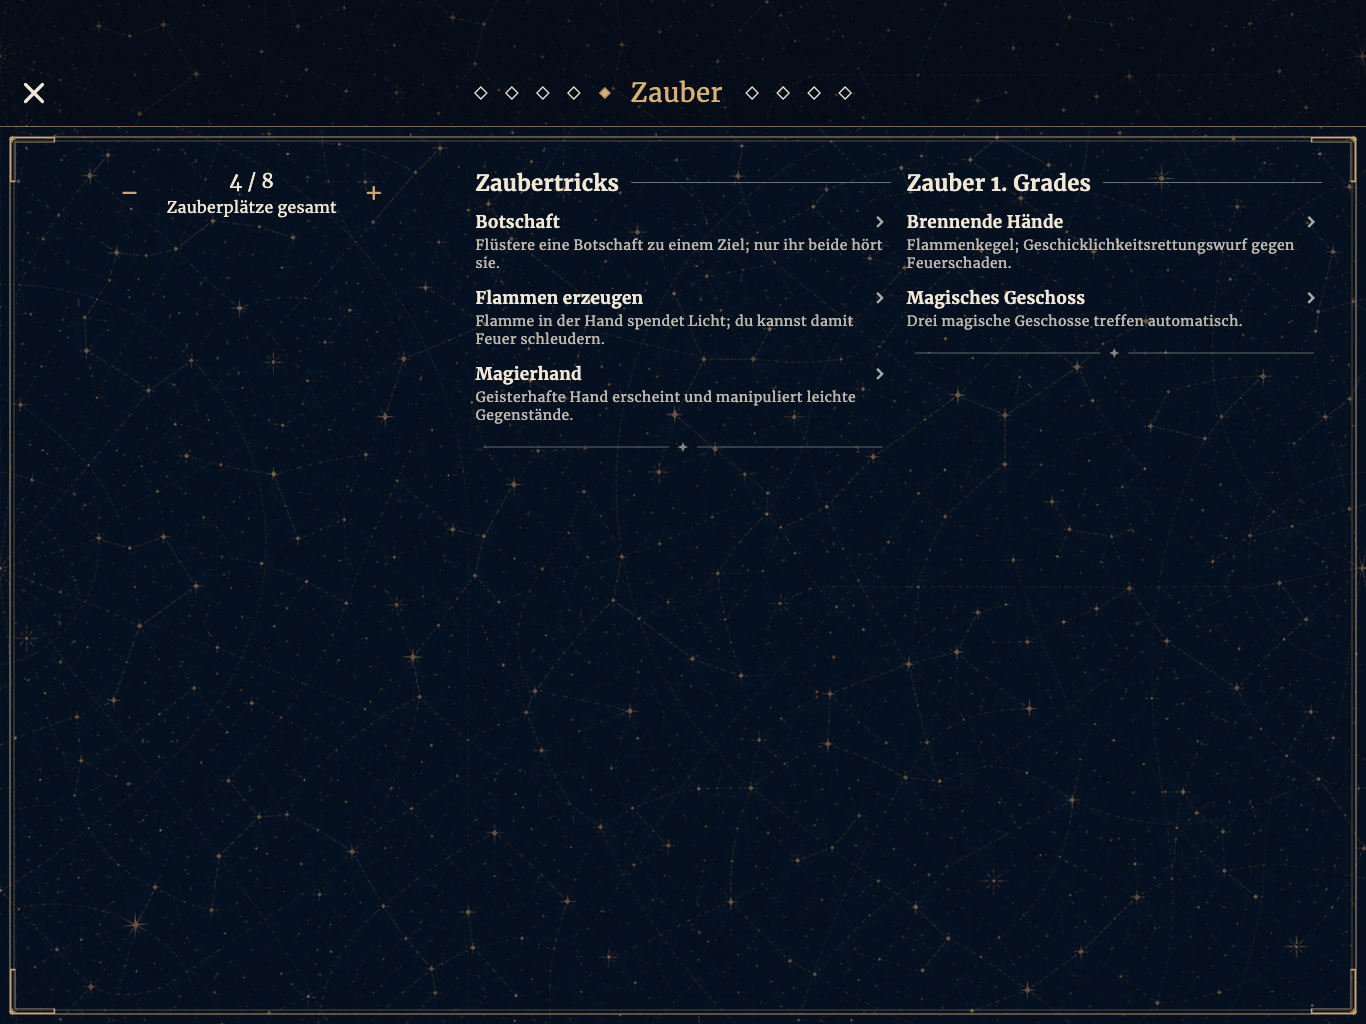 Zauber
4 / 8
Zauberplätze gesamt
Zaubertricks
Botschaft
Flüstere eine Botschaft zu einem Ziel; nur ihr beide hört
sie.
Flammen erzeugen
Flamme in der Hand spendet Licht; du kannst damit
Feuer schleudern.
Magierhand
Geisterhafte Hand erscheint und manipuliert leichte
Gegenstände.
Zauber 1. Grades
Brennende Hände
Flammenkegel; Geschicklichkeitsrettungswurf gegen
Feuerschaden.
Magisches Geschoss
Drei magische Geschosse treffen automatisch.